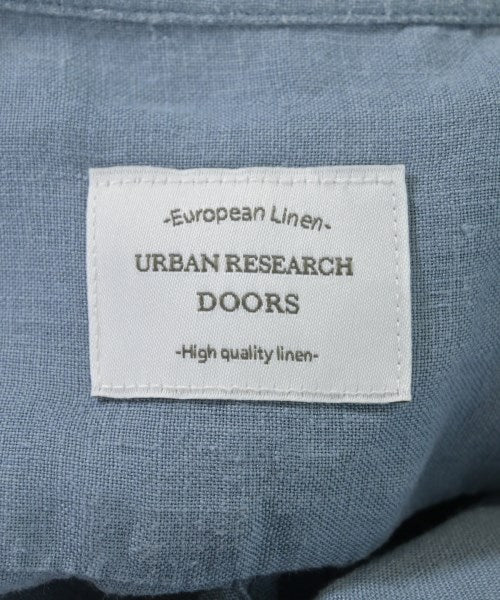 -European Linen-
URBAN RESEARCH
DOORS
-High quality linen-